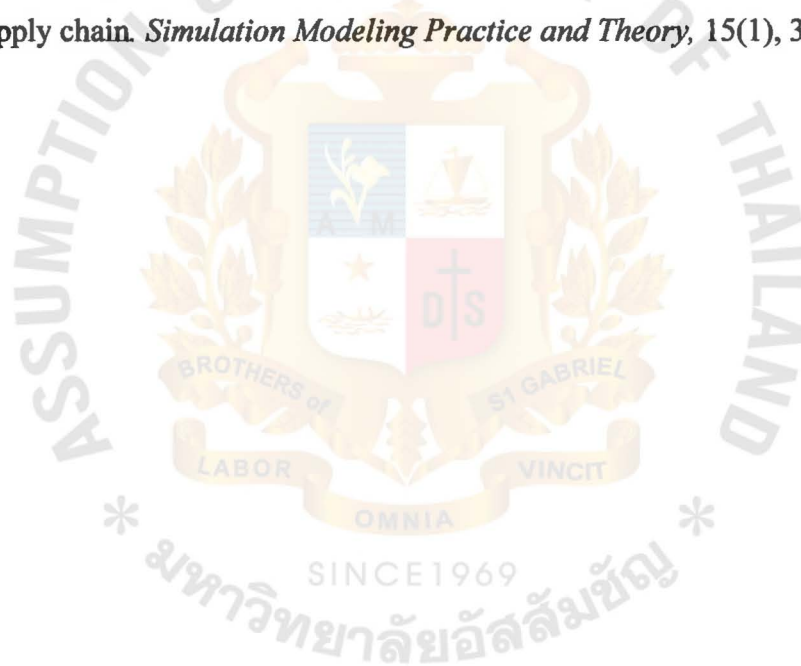 pply chain. Simulation Modeling Practice and Theory, 15(1), 3
ASSUMPTION
OF THAILAND
A M
D S
BROTHERS of
ST GABRIEL
LABOR
VINCIT
OMNIA
SINCE1969
* มหาวิทยาลัยอัสสัมชัญ *